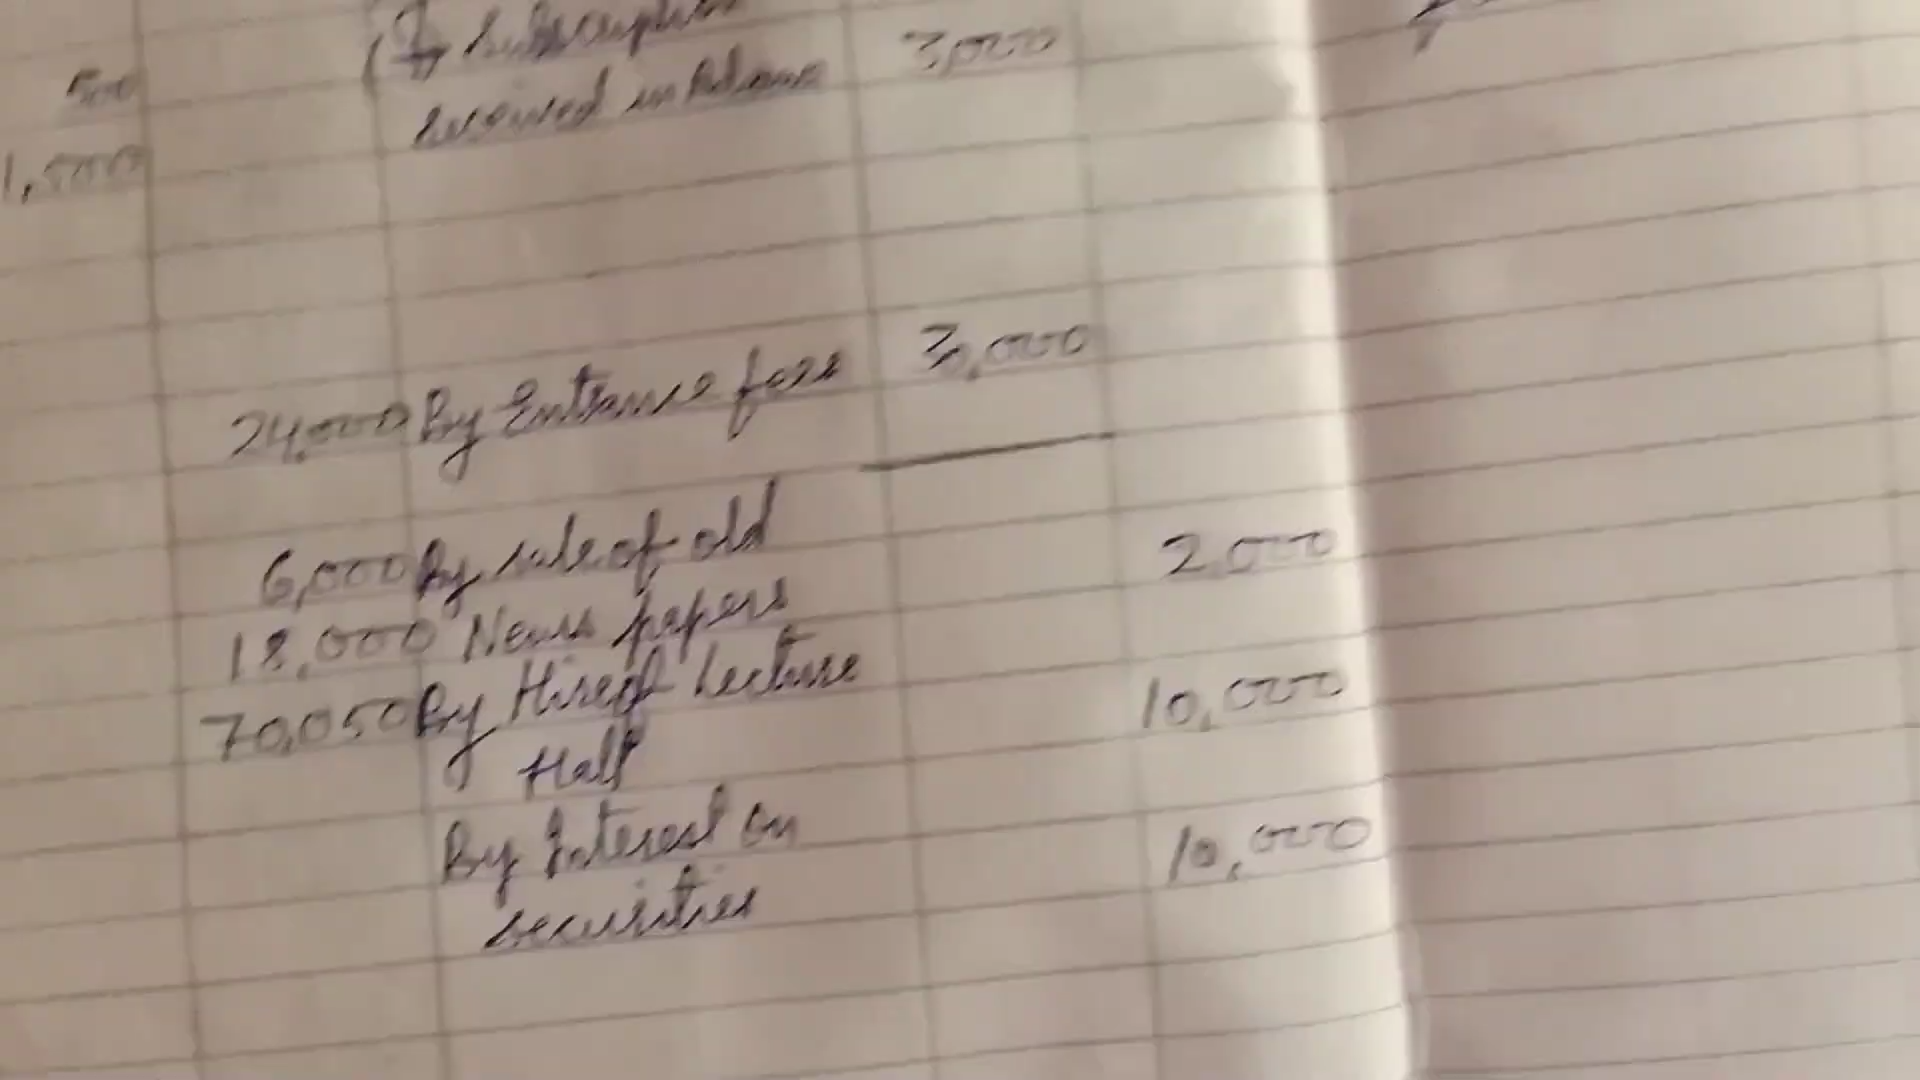 Subscription 3,000
500 received in Advance
1,500
24,000 By Entrance fees 3,000
6,000 By sale of old 2,000
18,000 News papers
70,050 By Hire of Lecture 10,000
Hall
By Interest on 10,000
securities